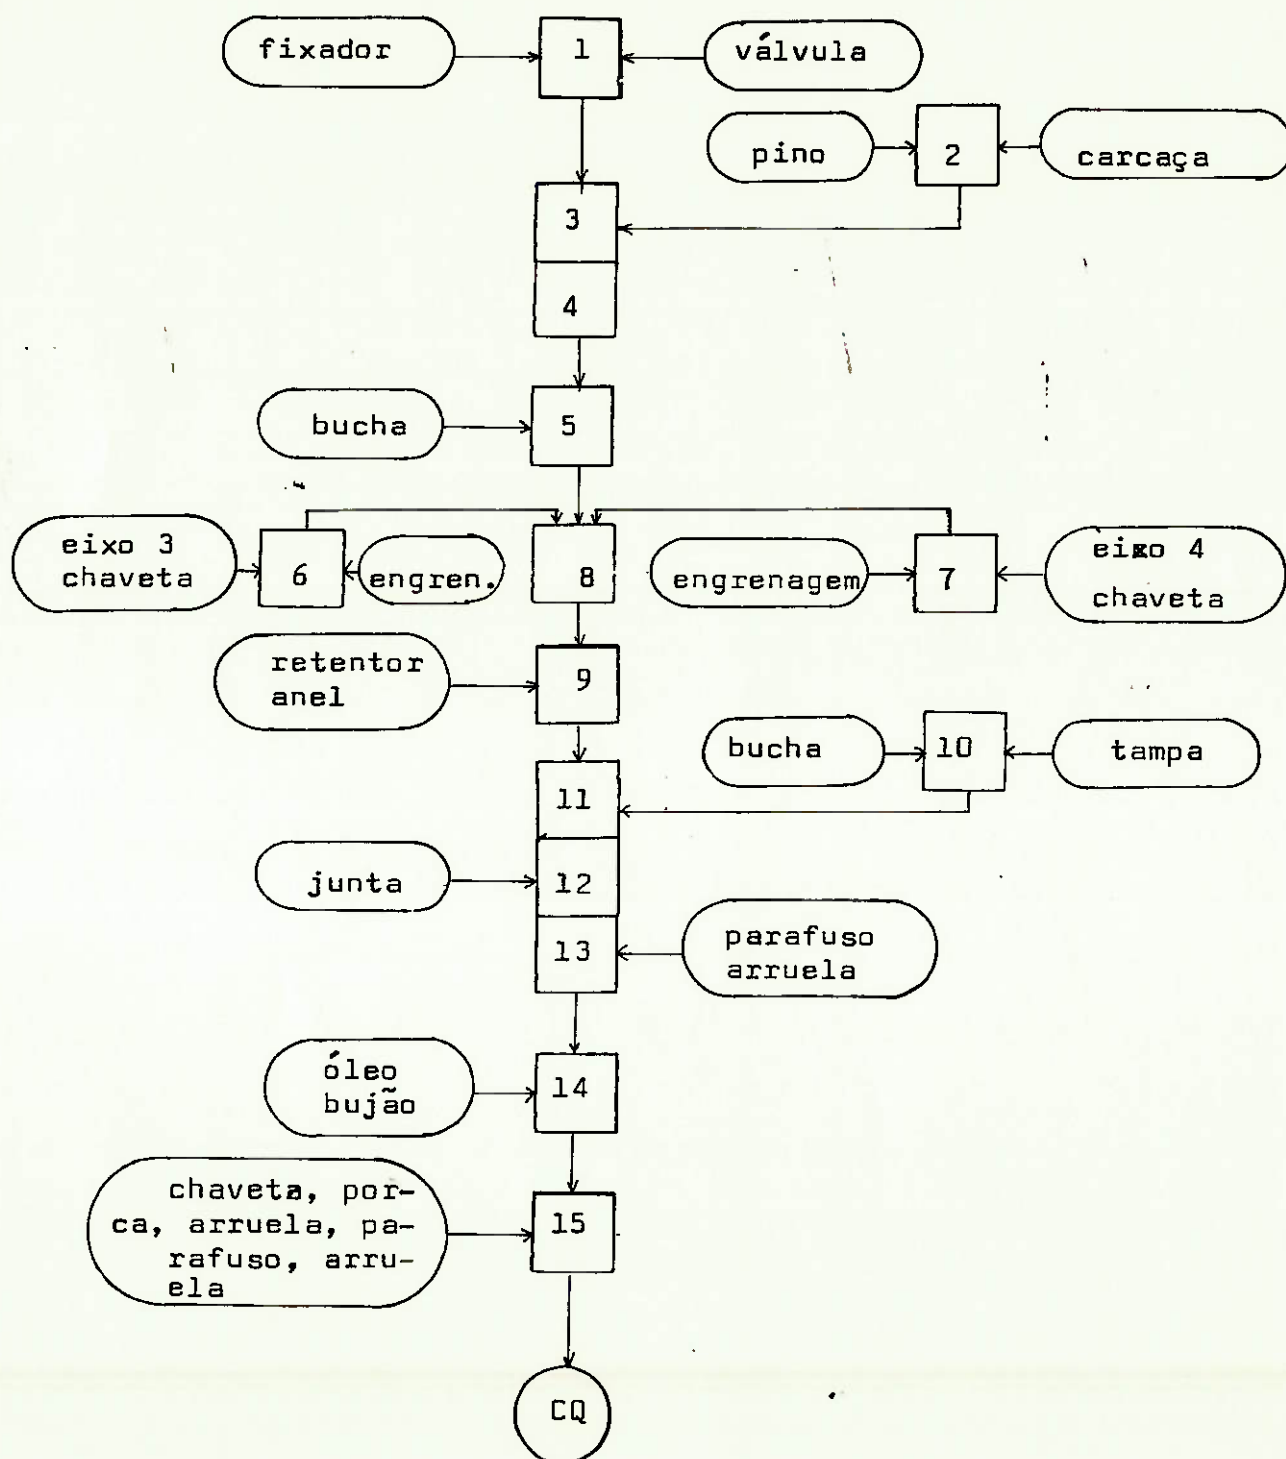 fixador
1
válvula
pino
2
carcaça
3
4
bucha
5
eixo 3
chaveta
6
engren.
8
engrenagem
7
eixo 4
chaveta
retentor
anel
9
bucha
10
tampa
11
junta
12
13
parafuso
arruela
óleo
bujão
14
chaveta, por-
ca, arruela, pa-
rafuso, arru-
ela
15
CQ